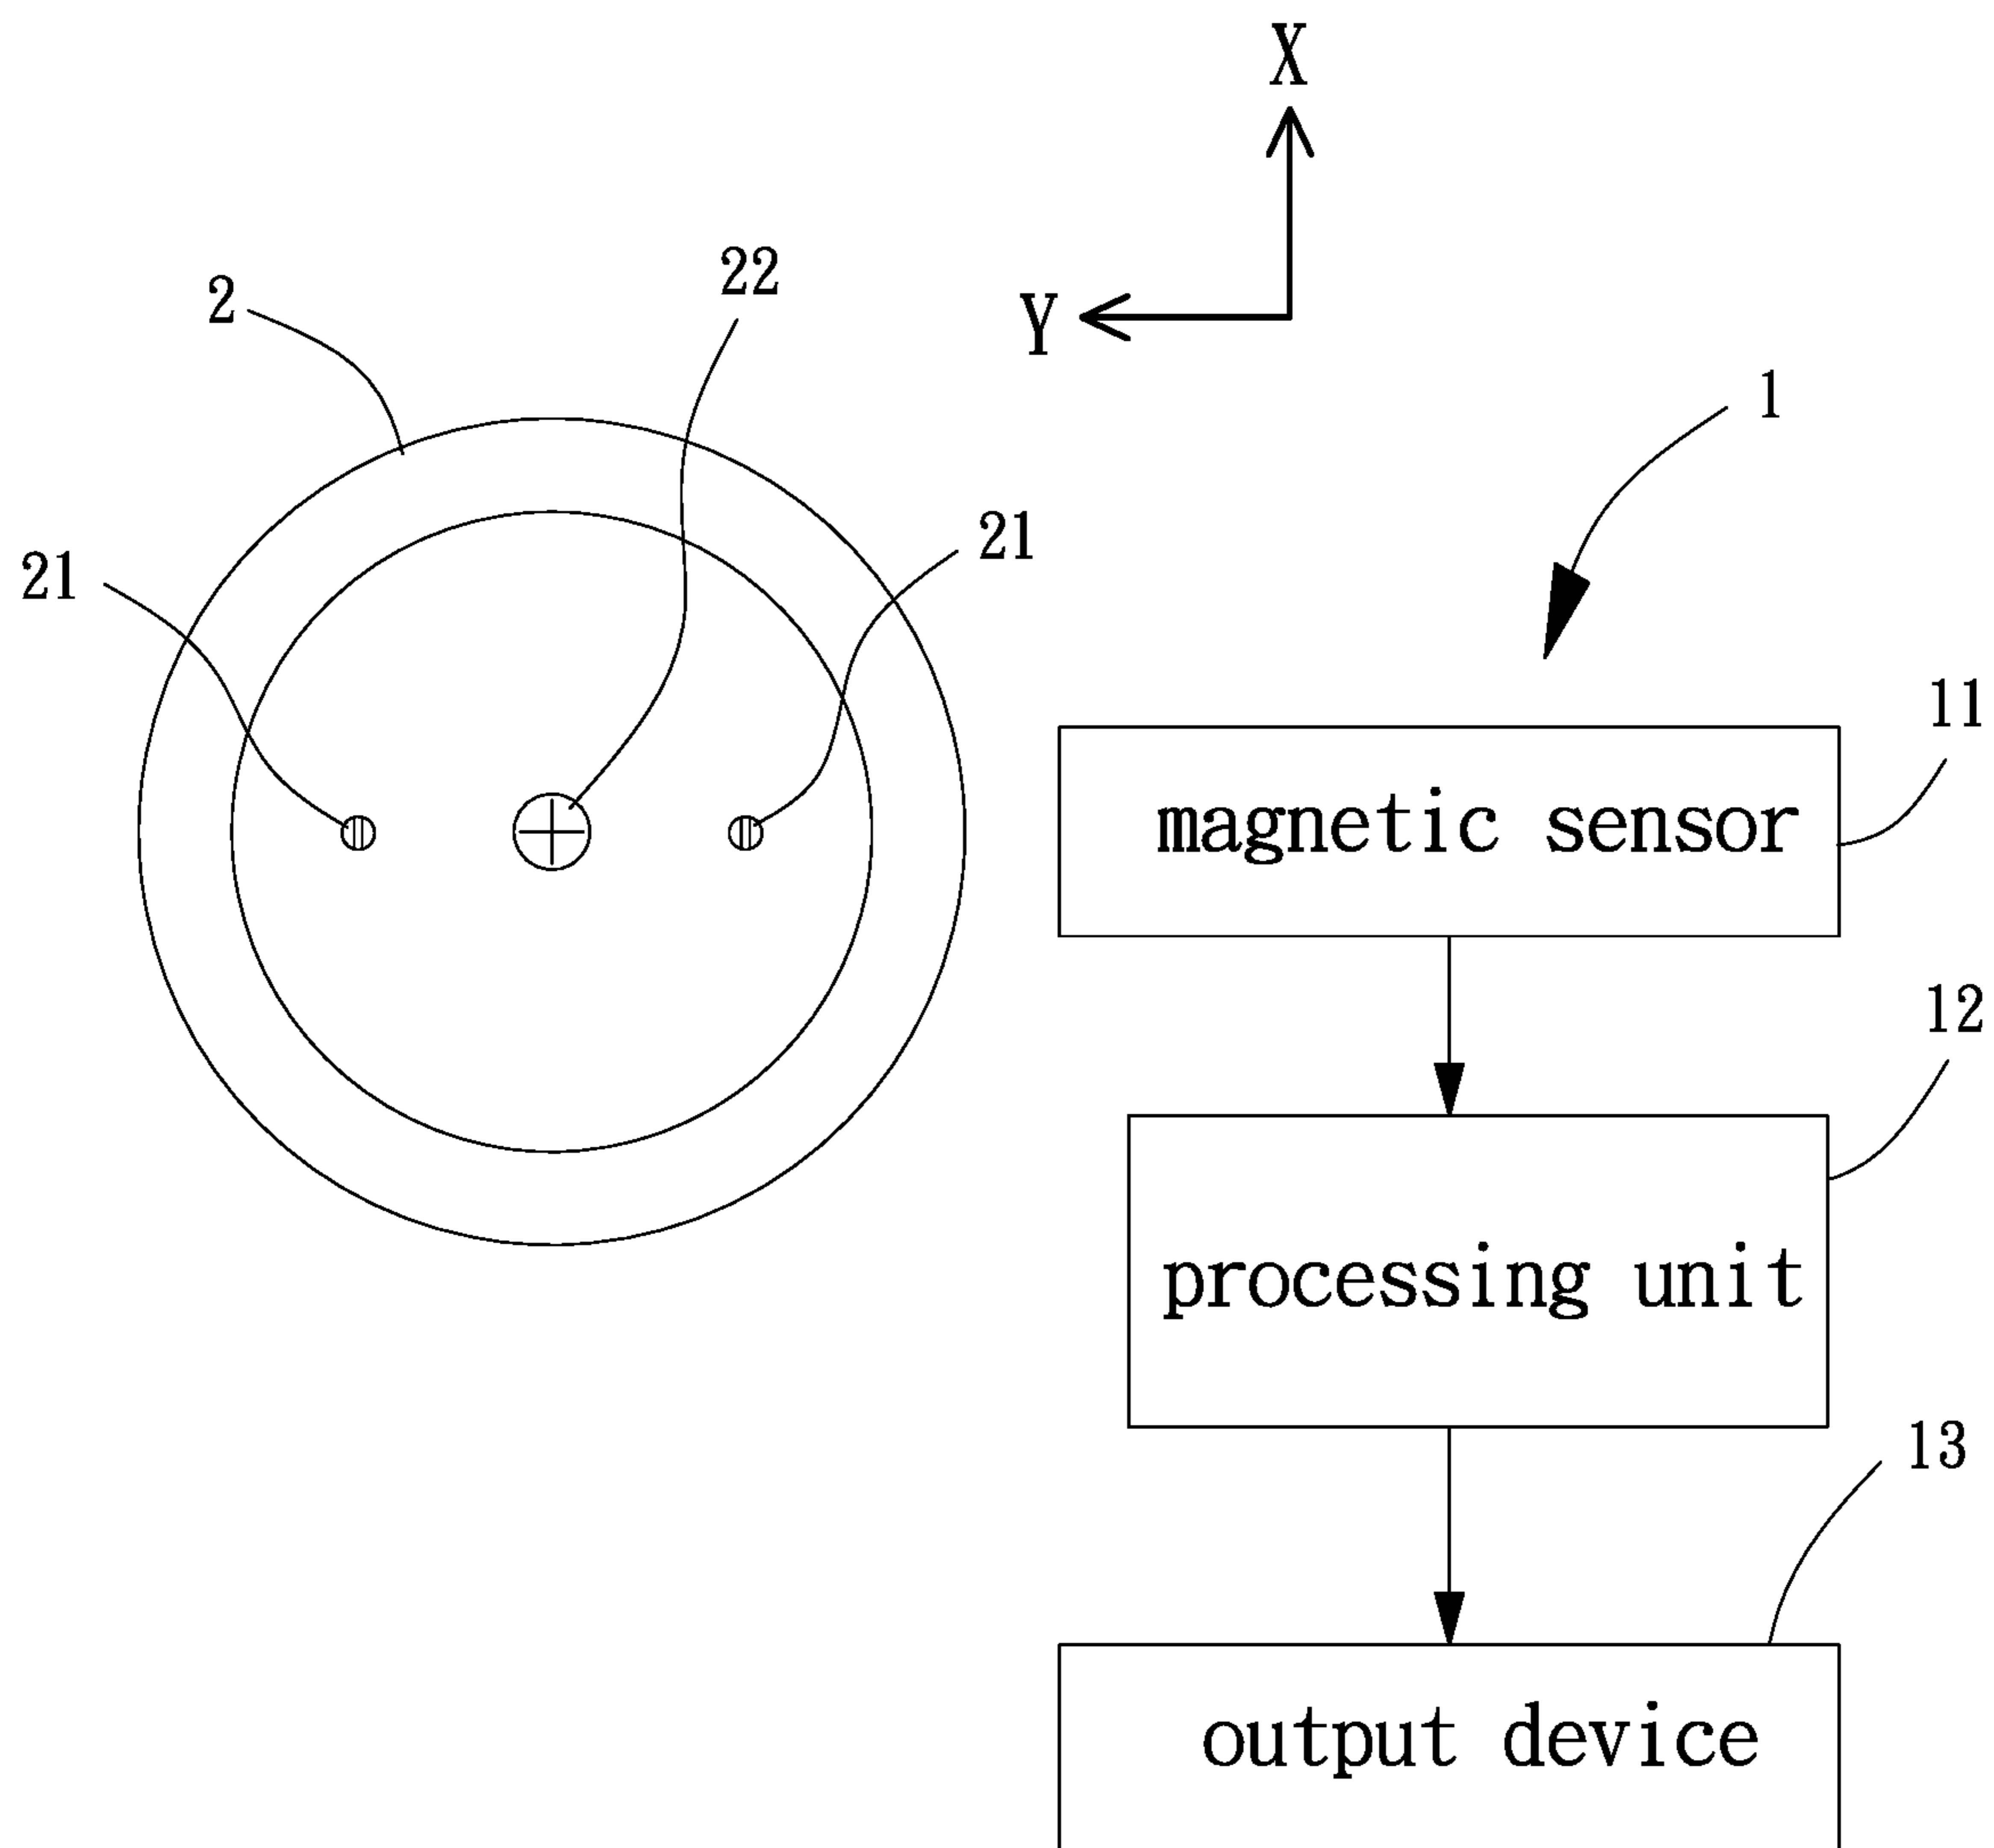 X
Y
2
22
21
21
1
11
magnetic sensor
12
processing unit
13
output device